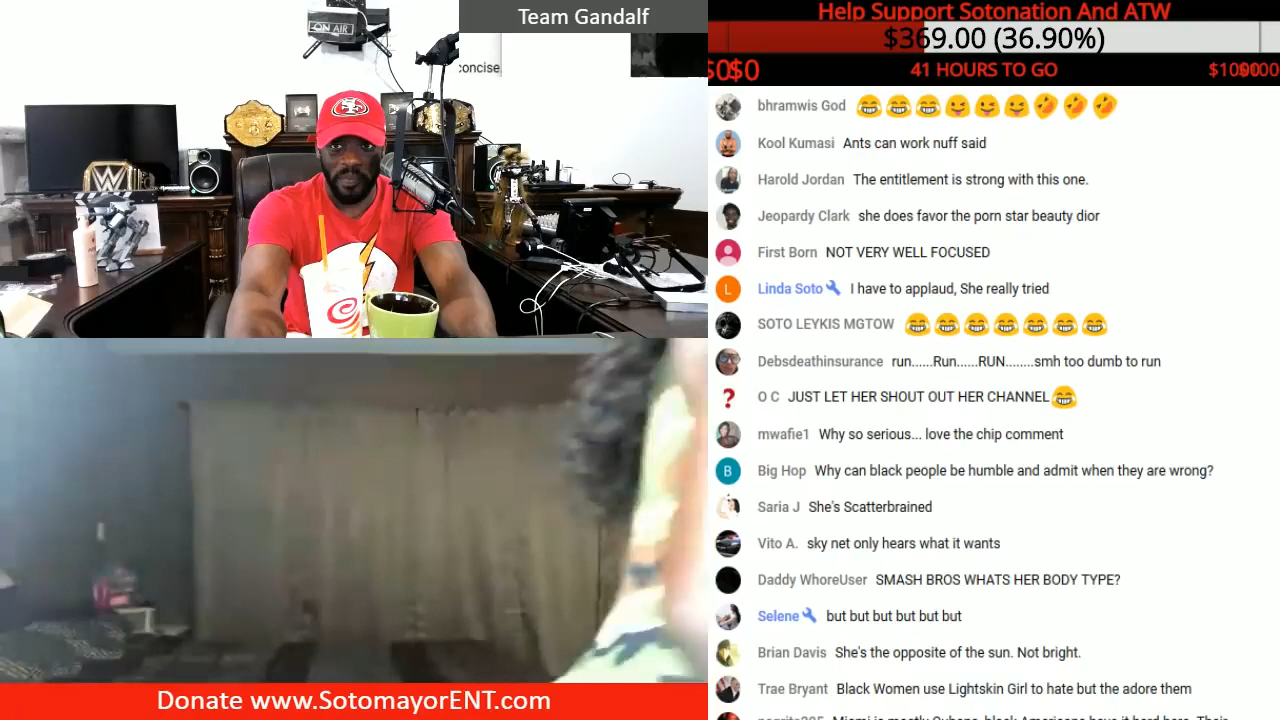 Team Gandalf
concise
ON AIR
W
Help Support Sotonation And ATW
$369.00 (36.90%)
$0
41 HOURS TO GO
bhramwis God 😂😂😂😜😜😜🤣🤣🤣
Kool Kumasi Ants can work nuff said
Harold Jordan The entitlement is strong with this one.
Jeopardy Clark she does favor the porn star beauty dior
First Born NOT VERY WELL FOCUSED
L Linda Soto I have to applaud, She really tried
SOTO LEYKIS MGTOW 😂😂😂😂😂😂😂
Debsdeathinsurance run......Run.....RUN........smh too dumb to run
? O C JUST LET HER SHOUT OUT HER CHANNEL😂
mwafie1 Why so serious... love the chip comment
B Big Hop Why can black people be humble and admit when they are wrong?
Saria J She's Scatterbrained
Vito A. sky net only hears what it wants
Daddy WhoreUser SMASH BROS WHATS HER BODY TYPE?
Selene but but but but but but
Brian Davis She's the opposite of the sun. Not bright.
Trae Bryant Black Women use Lightskin Girl to hate but the adore them
Donate www.SotomayorENT.com